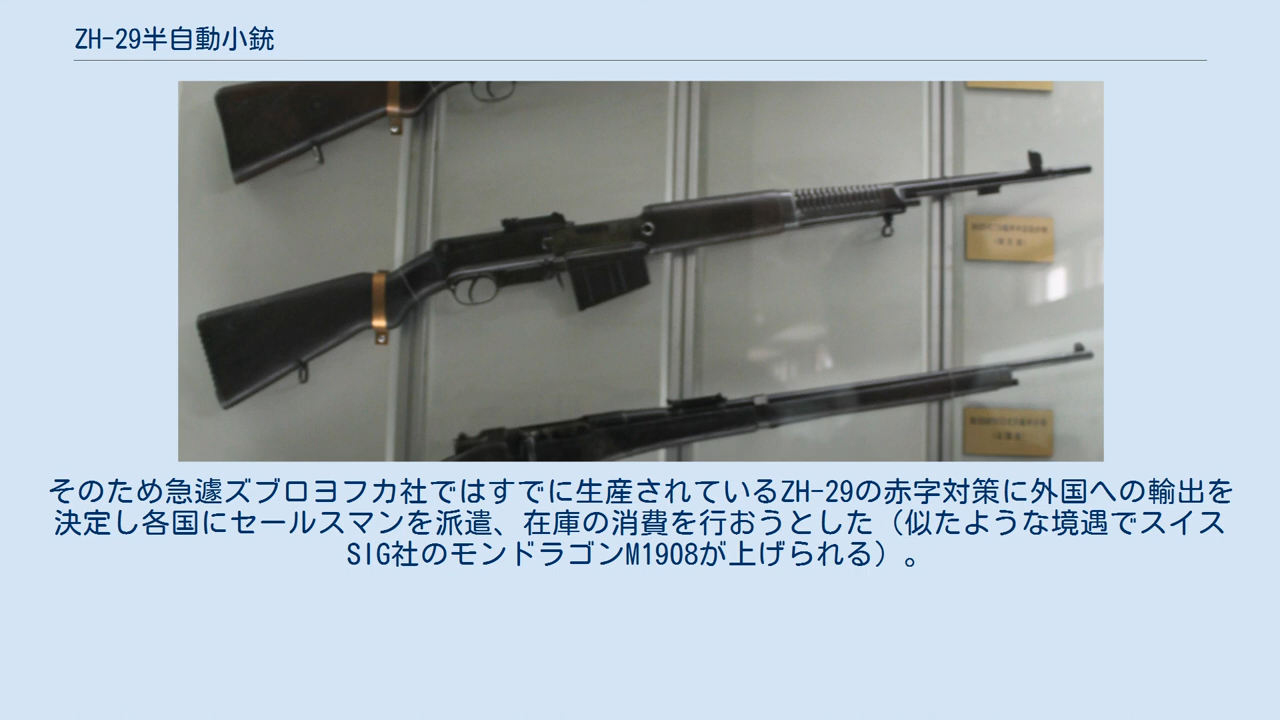 ZH-29半自動小銃
そのため急遽ズブロヨフカ社ではすでに生産されているZH-29の赤字対策に外国への輸出を
決定し各国にセールスマンを派遣、在庫の消費を行おうとした（似たような境遇でスイス
SIG社のモンドラゴンM1908が上げられる）。